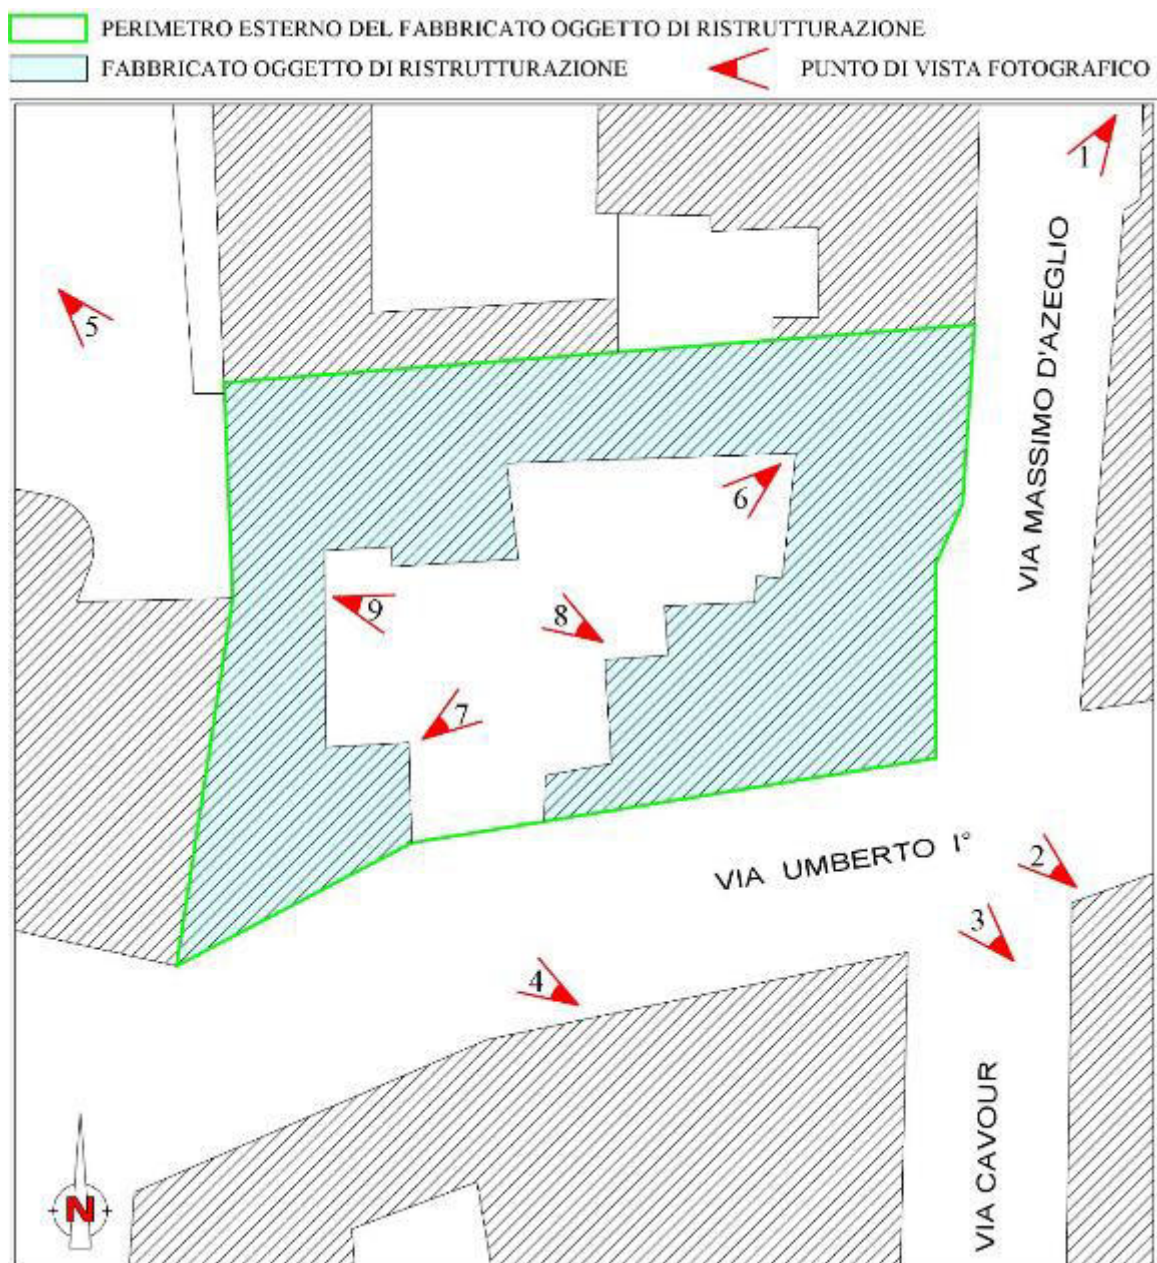 PERIMETRO ESTERNO DEL FABBRICATO OGGETTO DI RISTRUTTURAZIONE
FABBRICATO OGGETTO DI RISTRUTTURAZIONE
PUNTO DI VISTA FOTOGRAFICO
1
VIA MASSIMO D'AZEGLIO
5
6
9
8
7
VIA UMBERTO I°
2
3
4
VIA CAVOUR
N